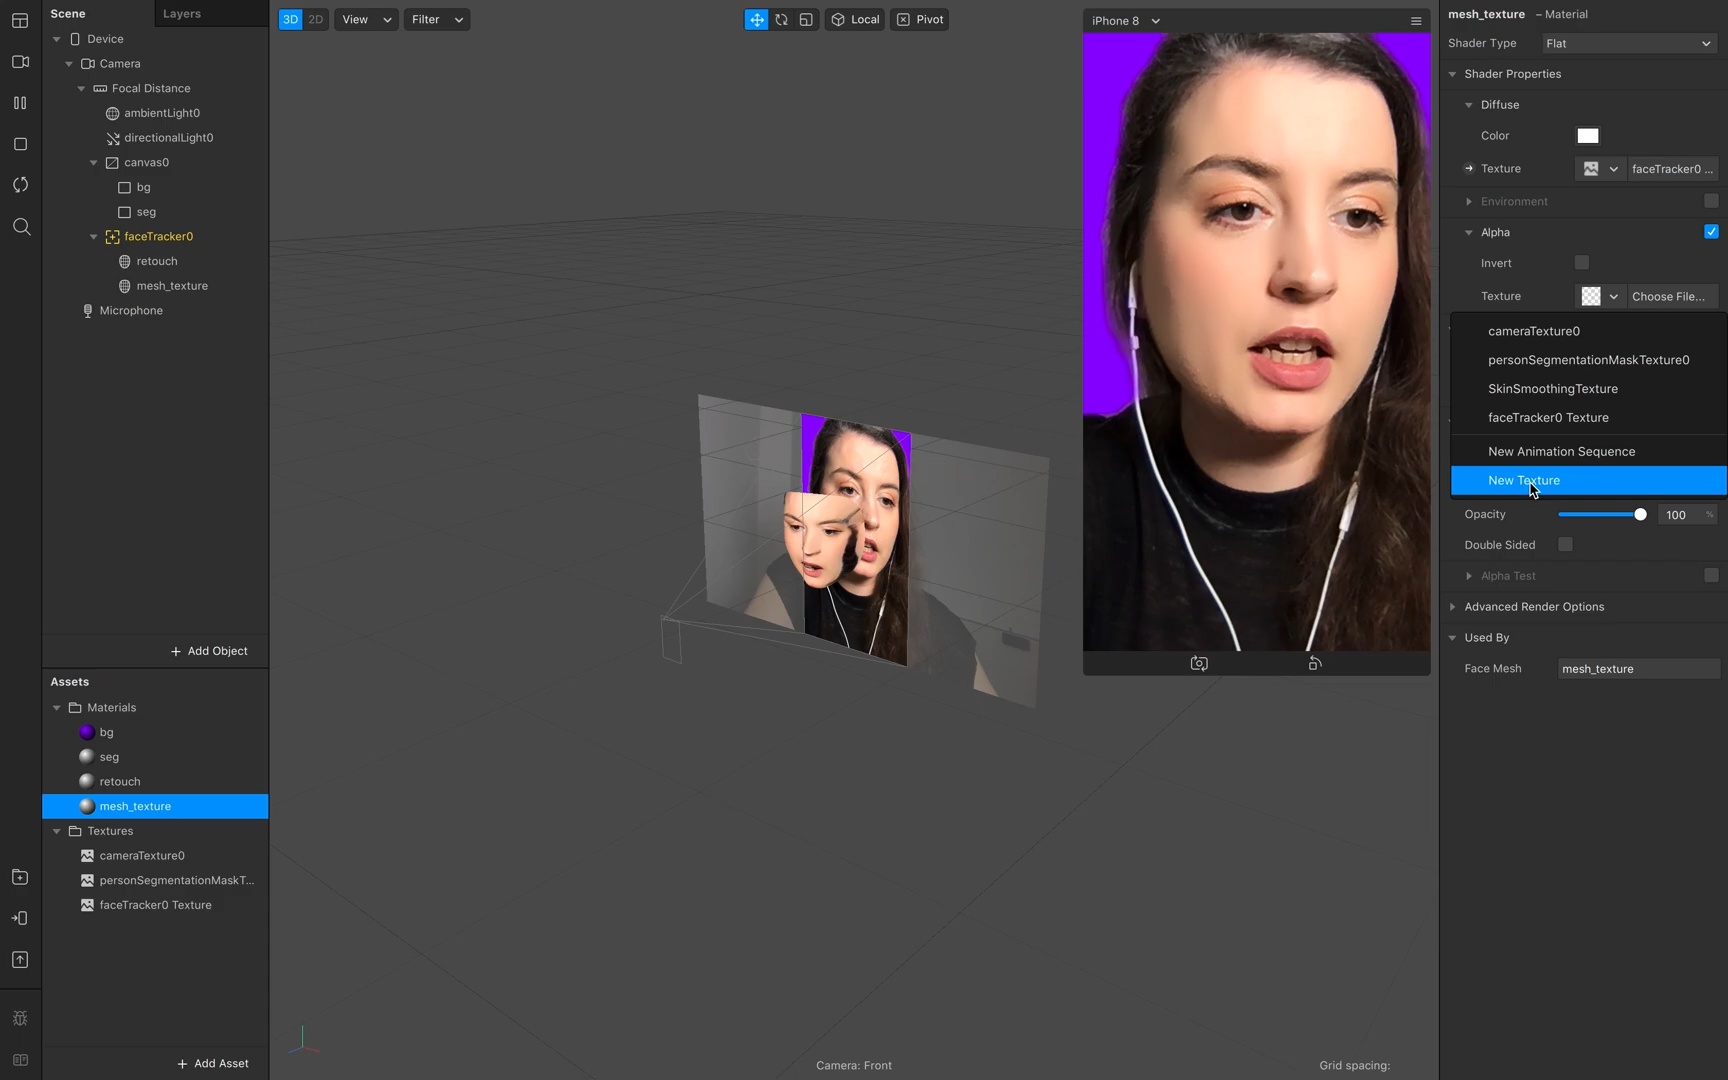 Scene
Layers
Device
Camera
Focal Distance
ambientLight0
directionalLight0
canvas0
bg
seg
faceTracker0
retouch
mesh_texture
Microphone
+ Add Object
Assets
Materials
bg
seg
retouch
mesh_texture
Textures
cameraTexture0
personSegmentationMaskT...
faceTracker0 Texture
+ Add Asset
3D 2D
View
Filter
Local
Pivot
iPhone 8
Camera: Front
Grid spacing:
mesh_texture – Material
Shader Type Flat
Shader Properties
Diffuse
Color
Texture faceTracker0 ...
Environment
Alpha
Invert
Texture Choose File...
cameraTexture0
personSegmentationMaskTexture0
SkinSmoothingTexture
faceTracker0 Texture
New Animation Sequence
New Texture
Opacity 100 %
Double Sided
Alpha Test
Advanced Render Options
Used By
Face Mesh mesh_texture